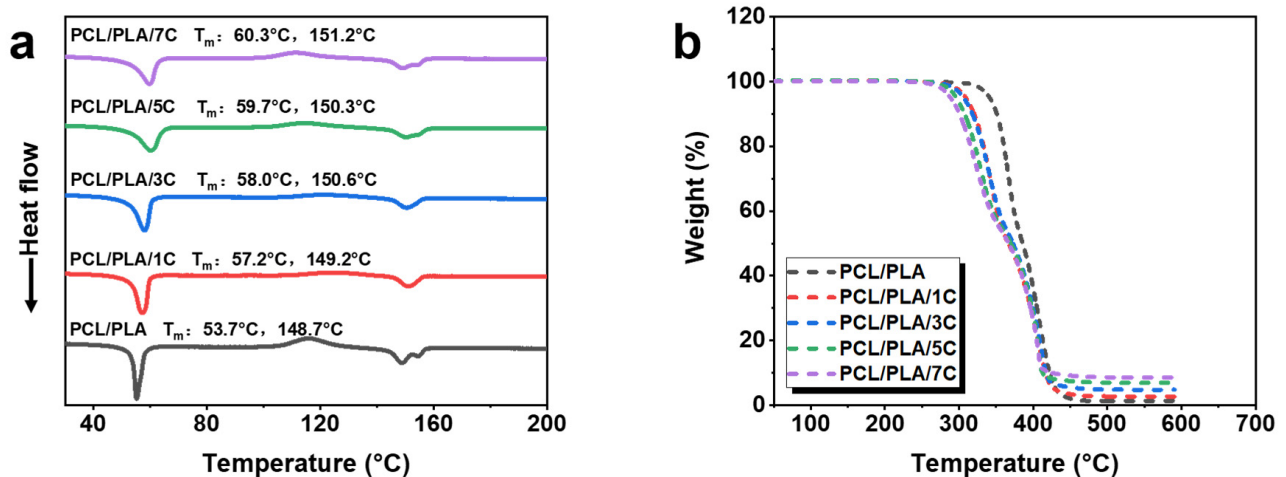 a
PCL/PLA/7C Tm： 60.3°C， 151.2°C
PCL/PLA/5C Tm： 59.7°C， 150.3°C
PCL/PLA/3C Tm： 58.0°C， 150.6°C
PCL/PLA/1C Tm： 57.2°C， 149.2°C
PCL/PLA Tm： 53.7°C， 148.7°C
Heat flow
40 80 120 160 200
Temperature (°C)
b
120
100
80
60
40
20
0
Weight (%)
PCL/PLA
PCL/PLA/1C
PCL/PLA/3C
PCL/PLA/5C
PCL/PLA/7C
100 200 300 400 500 600 700
Temperature (°C)